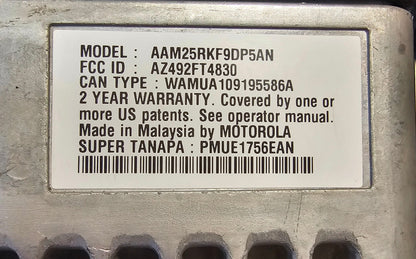 MODEL : AAM25RKF9DP5AN
FCC ID : AZ492FT4830
CAN TYPE : WAMUA109195586A
2 YEAR WARRANTY. Covered by one or
more US patents. See operator manual.
Made in Malaysia by MOTOROLA
SUPER TANAPA : PMUE1756EAN